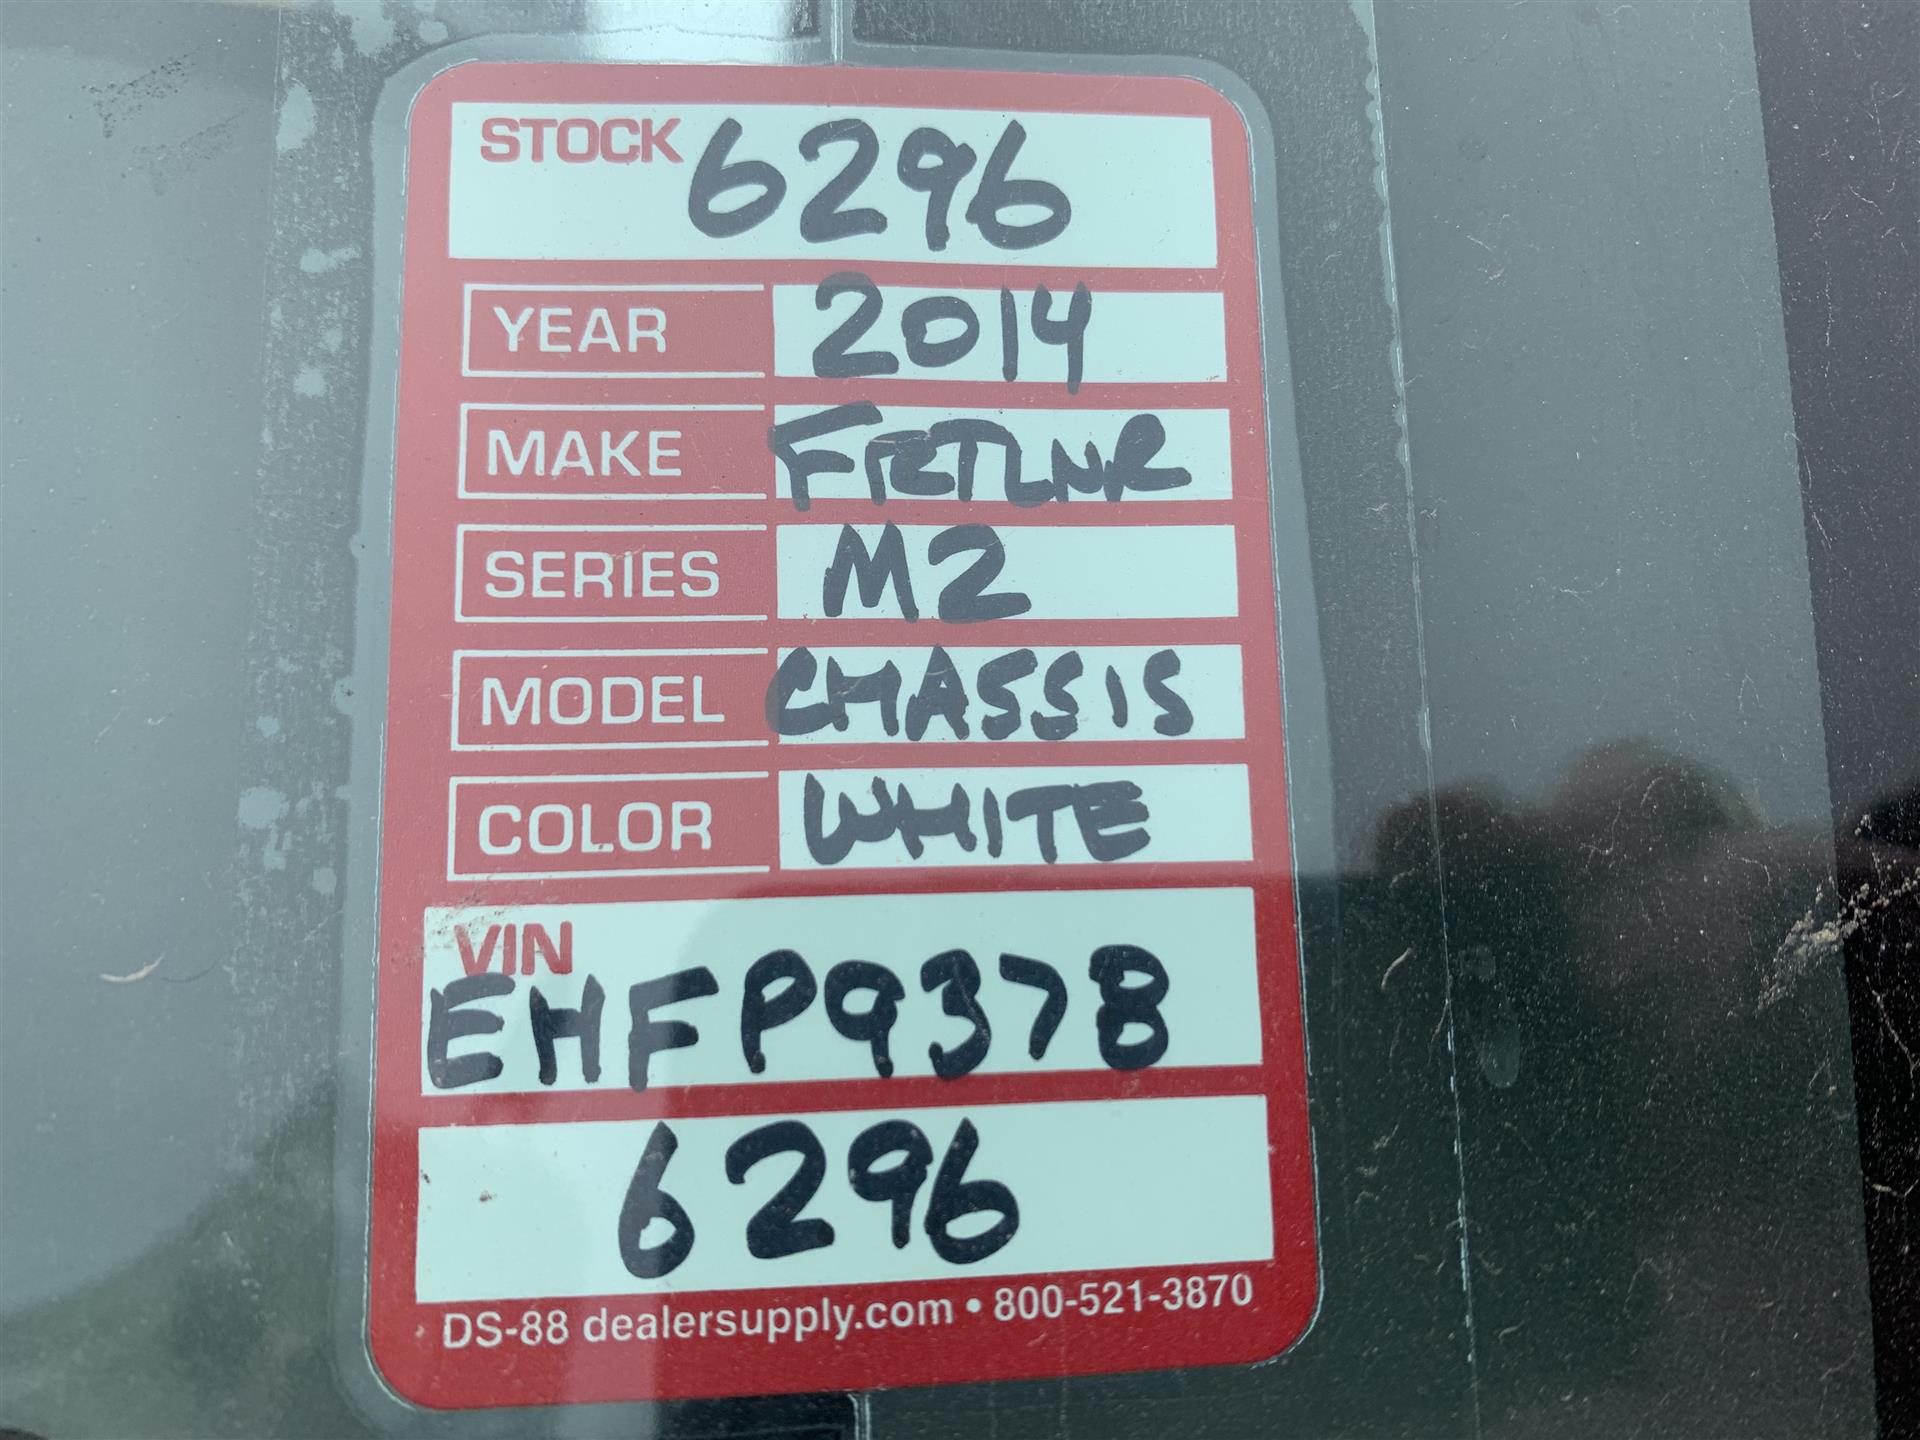 STOCK 6296
YEAR 2014
MAKE FRTLNR
SERIES M2
MODEL CHASSIS
COLOR WHITE
VIN
EHFP9378
6296
DS-88 dealersupply.com • 800-521-3870